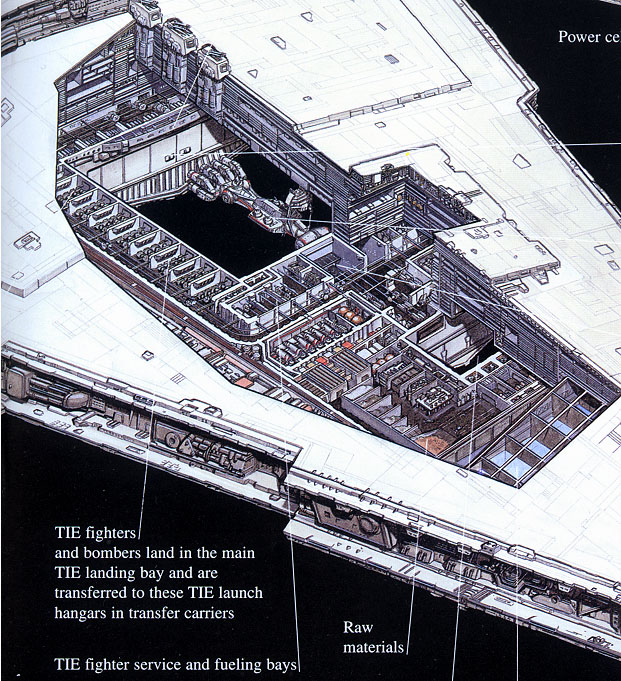 Power ce
TIE fighters
and bombers land in the main
TIE landing bay and are
transferred to these TIE launch
hangars in transfer carriers
Raw
materials
TIE fighter service and fueling bays